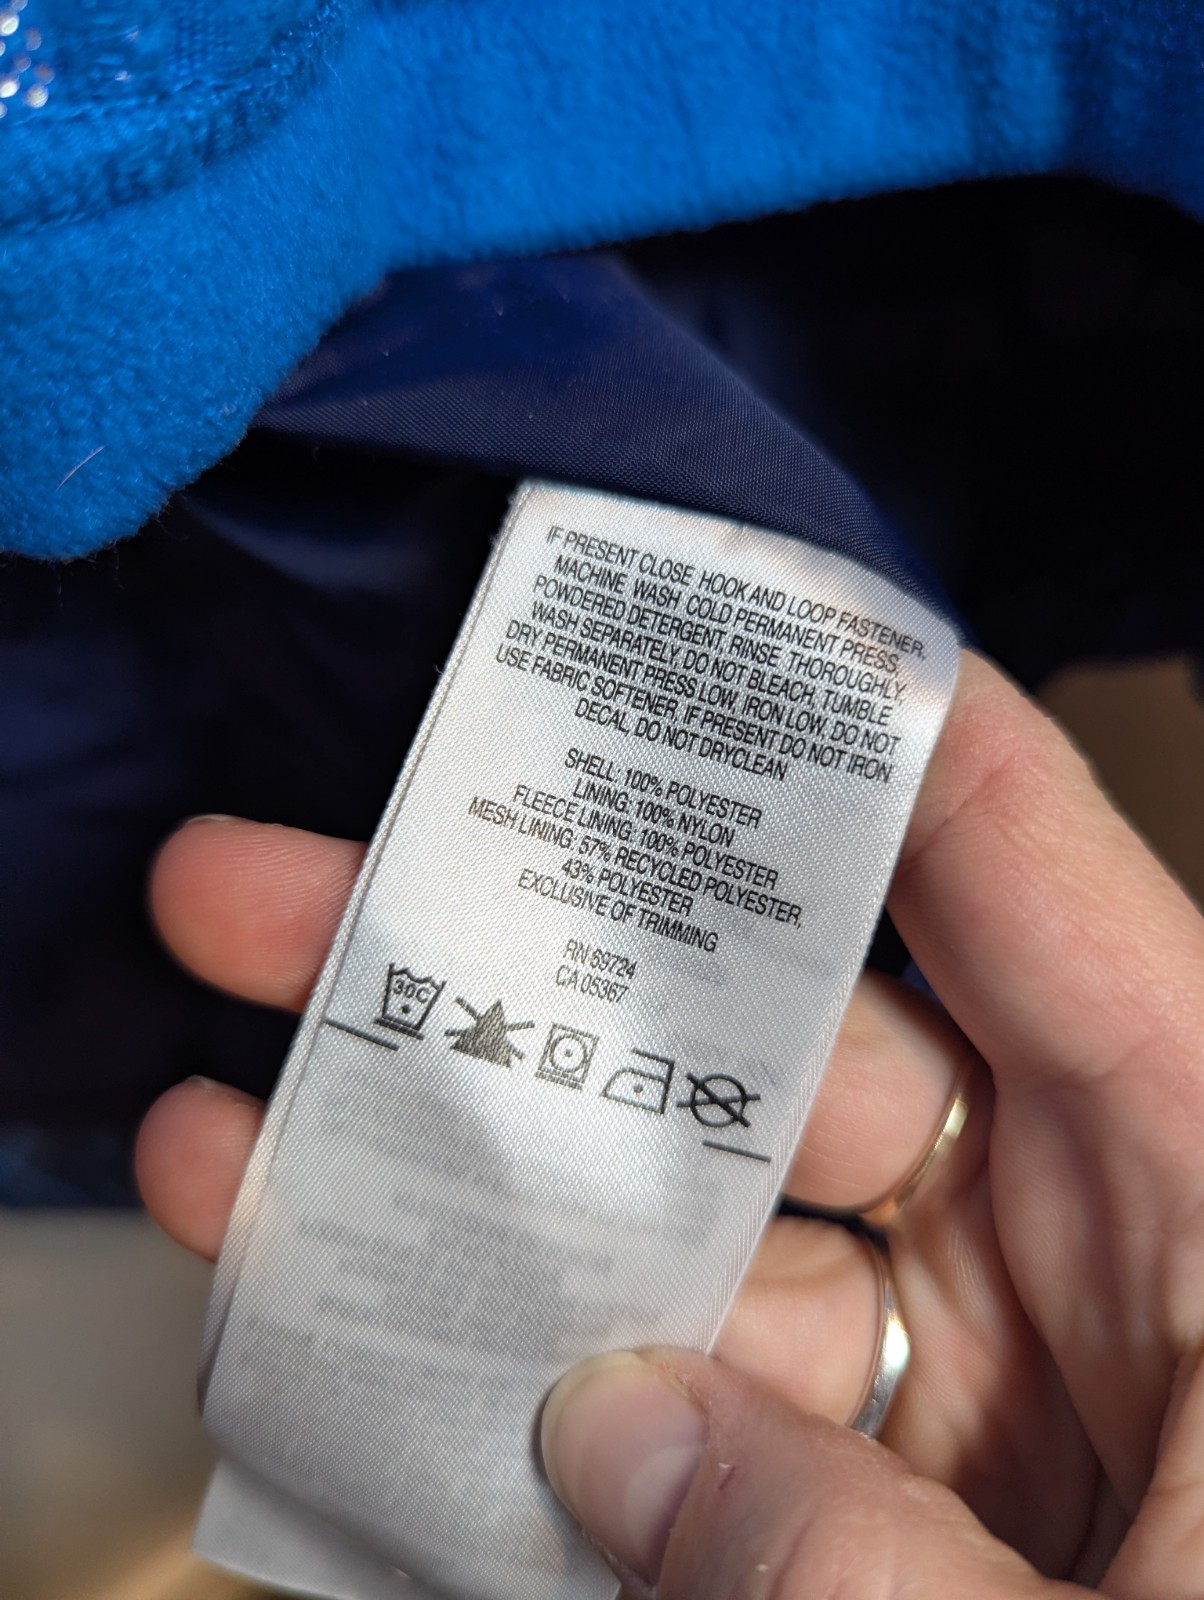 IF PRESENT CLOSE HOOK AND LOOP FASTENER.
MACHINE WASH COLD PERMANENT PRESS,
POWDERED DETERGENT, RINSE THOROUGHLY,
WASH SEPARATELY, DO NOT BLEACH, TUMBLE
DRY PERMANENT PRESS LOW, IRON LOW, DO NOT
USE FABRIC SOFTENER, IF PRESENT DO NOT IRON
DECAL, DO NOT DRYCLEAN
SHELL: 100% POLYESTER
LINING: 100% NYLON
FLEECE LINING: 100% POLYESTER
MESH LINING: 57% RECYCLED POLYESTER,
43% POLYESTER
EXCLUSIVE OF TRIMMING
RN 69724
CA 05367
30C